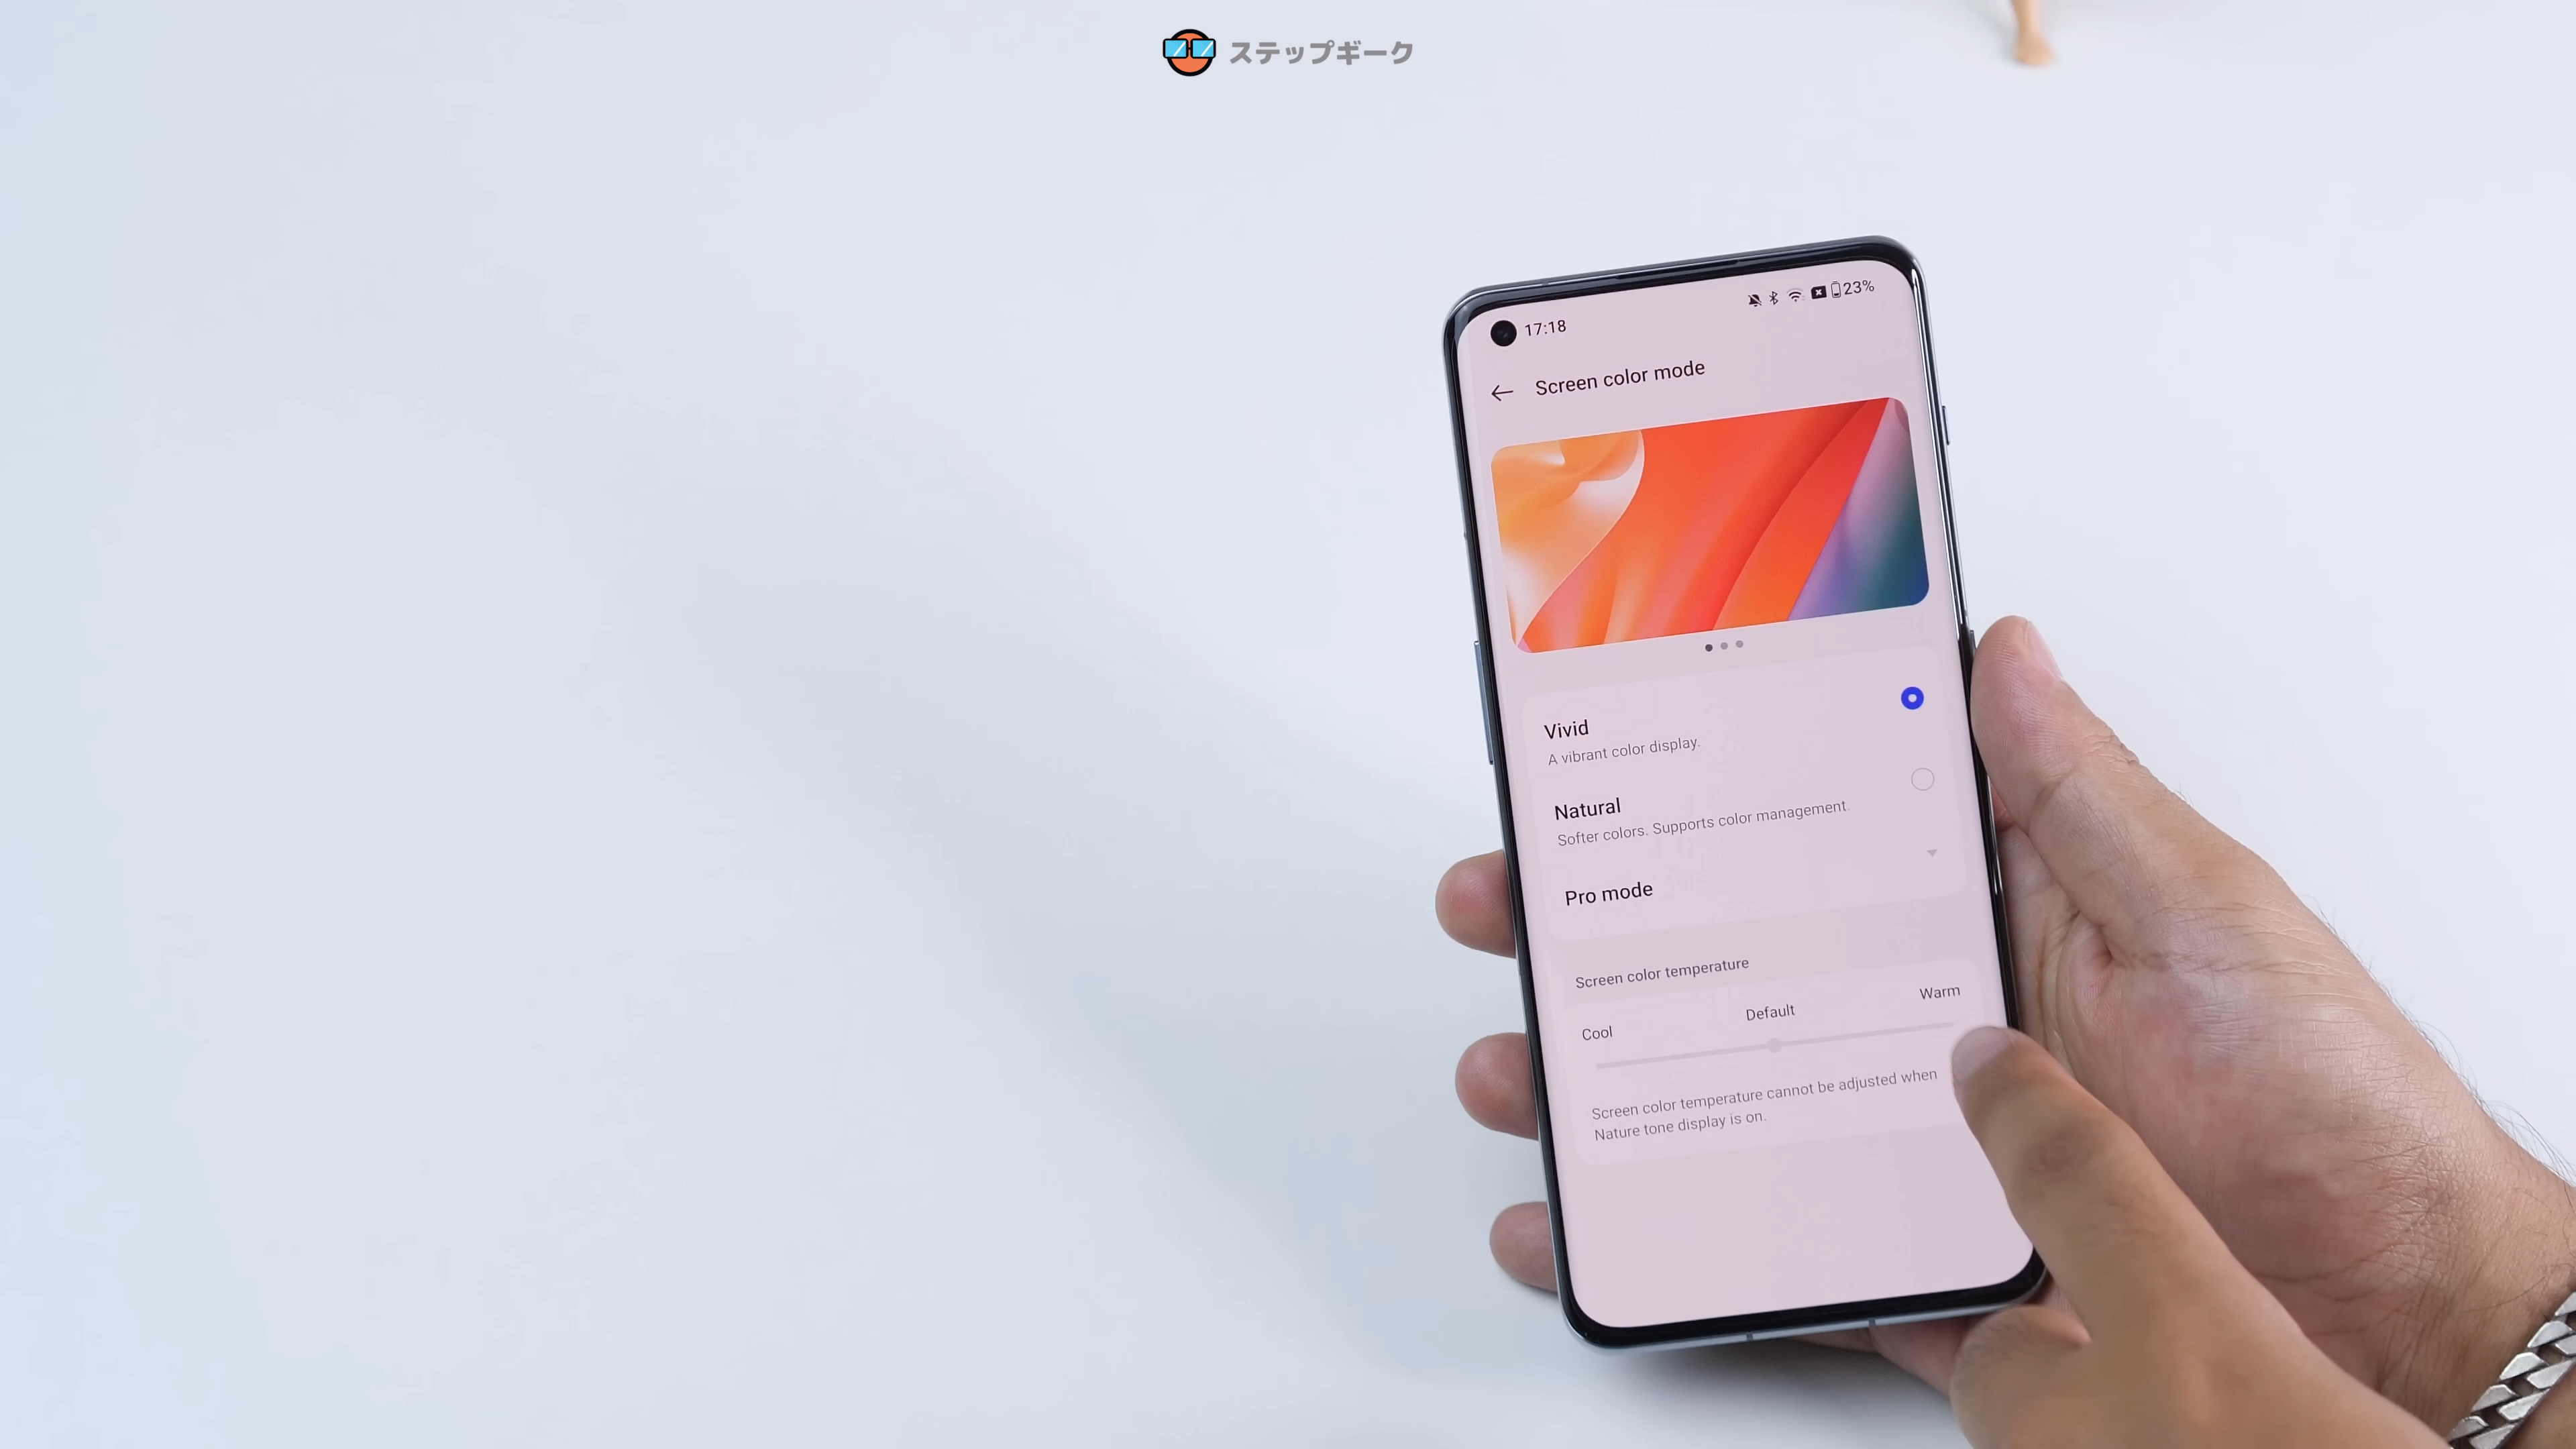 ステップギーク
17:18
23%
Screen color mode
Vivid
A vibrant color display.
Natural
Softer colors. Supports color management.
Pro mode
Screen color temperature
Cool
Default
Warm
Screen color temperature cannot be adjusted when
Nature tone display is on.